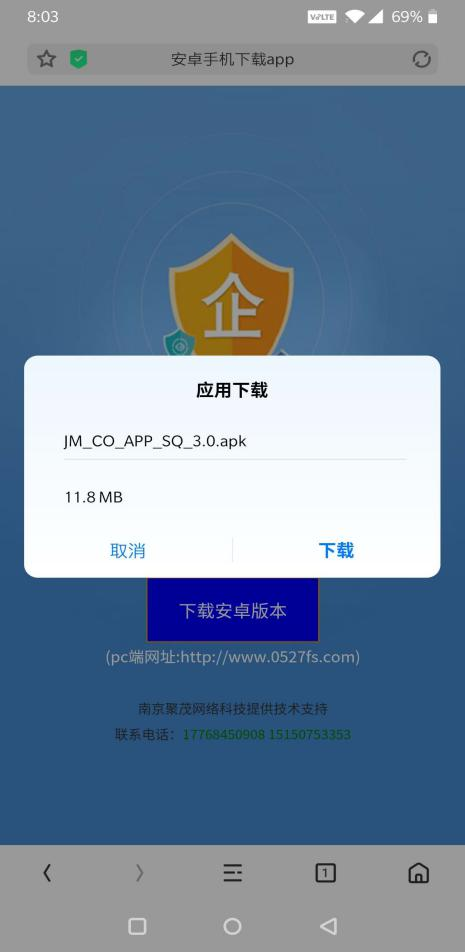 8:03
VoLTE 69%
安卓手机下载app
企
应用下载
JM_CO_APP_SQ_3.0.apk
11.8 MB
取消 下载
下载安卓版本
(pc端网址:http://www.0527fs.com)
南京聚茂网络科技提供技术支持
联系电话：17768450908 15150753353
1